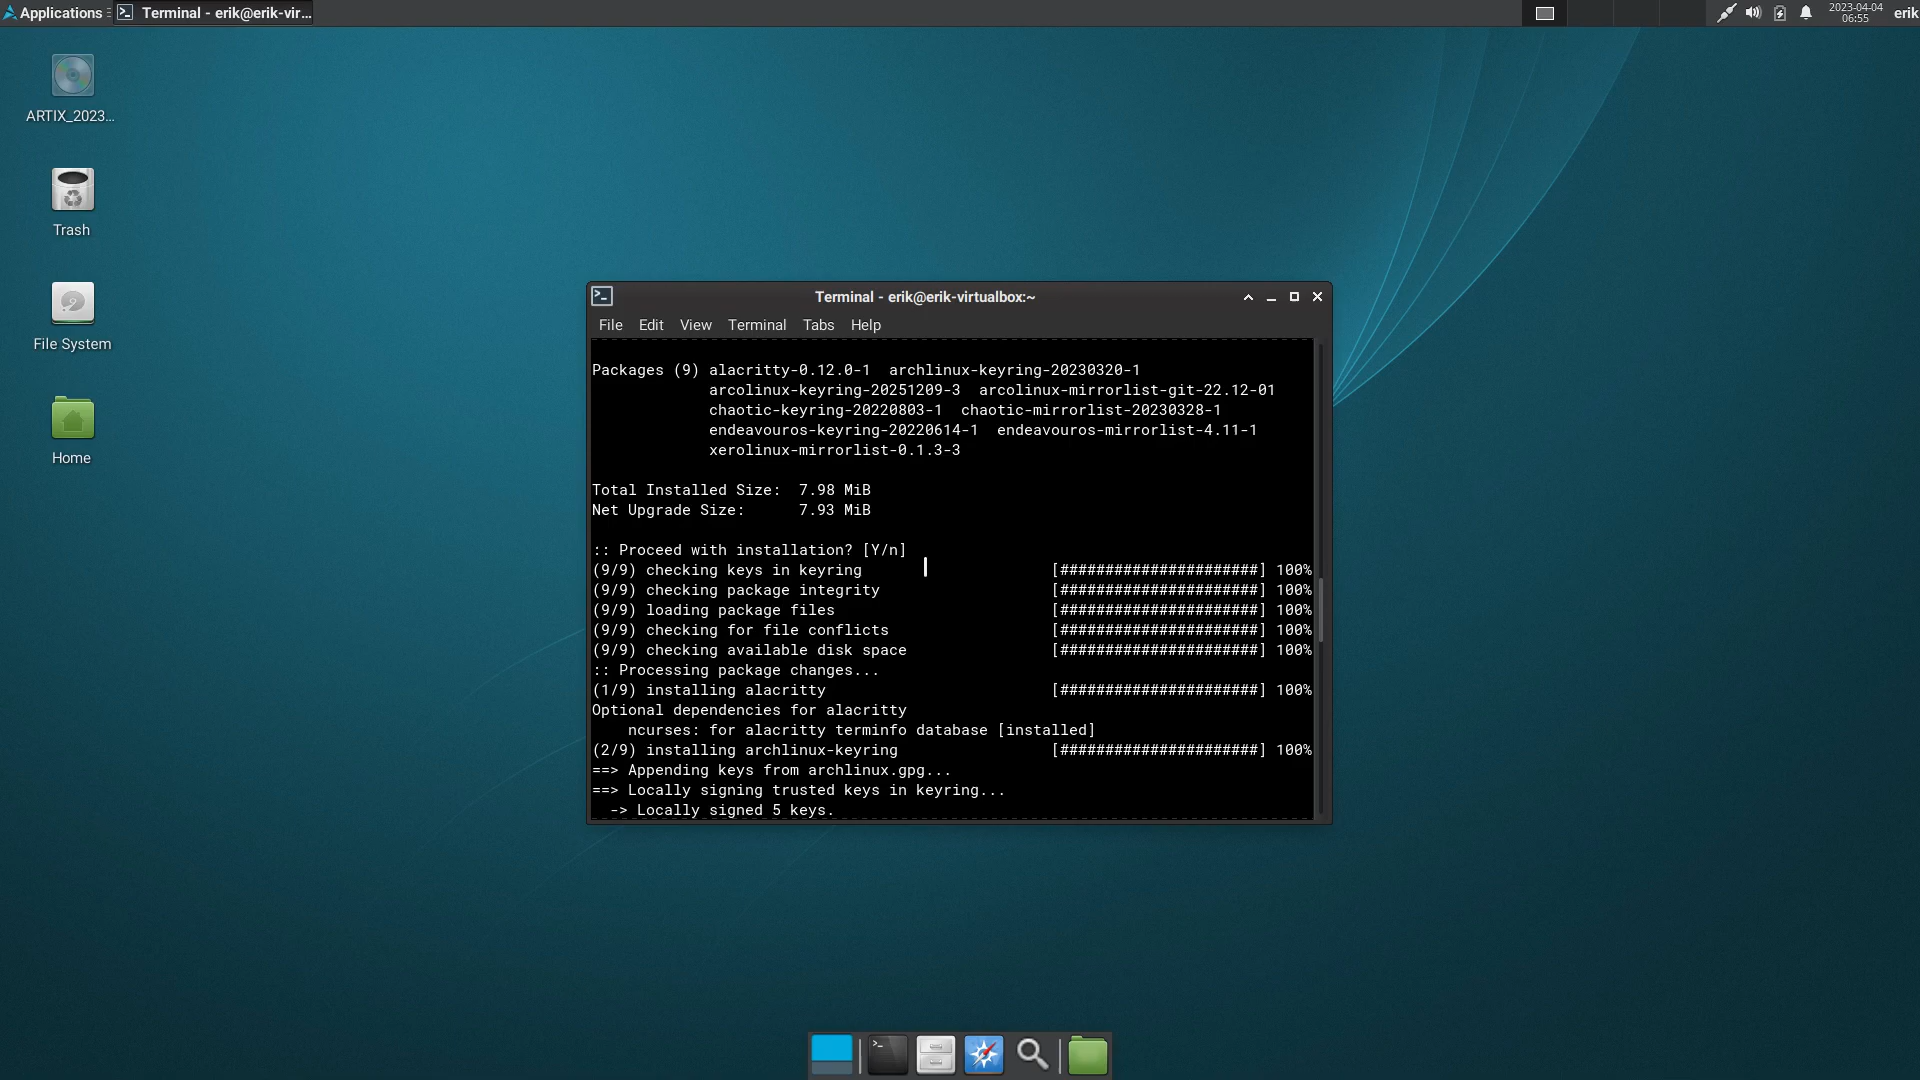 Applications
Terminal - erik@erik-vir...
2023-04-04
06:55
erik
ARTIX_2023...
Trash
File System
Home
Terminal - erik@erik-virtualbox:~
File Edit View Terminal Tabs Help
Packages (9) alacritty-0.12.0-1  archlinux-keyring-20230320-1
arcolinux-keyring-20251209-3  arcolinux-mirrorlist-git-22.12-01
chaotic-keyring-20220803-1  chaotic-mirrorlist-20230328-1
endeavouros-keyring-20220614-1  endeavouros-mirrorlist-4.11-1
xerolinux-mirrorlist-0.1.3-3
Total Installed Size:  7.98 MiB
Net Upgrade Size:      7.93 MiB
:: Proceed with installation? [Y/n]
(9/9) checking keys in keyring                     [######################] 100%
(9/9) checking package integrity                   [######################] 100%
(9/9) loading package files                        [######################] 100%
(9/9) checking for file conflicts                  [######################] 100%
(9/9) checking available disk space                [######################] 100%
:: Processing package changes...
(1/9) installing alacritty                         [######################] 100%
Optional dependencies for alacritty
    ncurses: for alacritty terminfo database [installed]
(2/9) installing archlinux-keyring                 [######################] 100%
==> Appending keys from archlinux.gpg...
==> Locally signing trusted keys in keyring...
  -> Locally signed 5 keys.